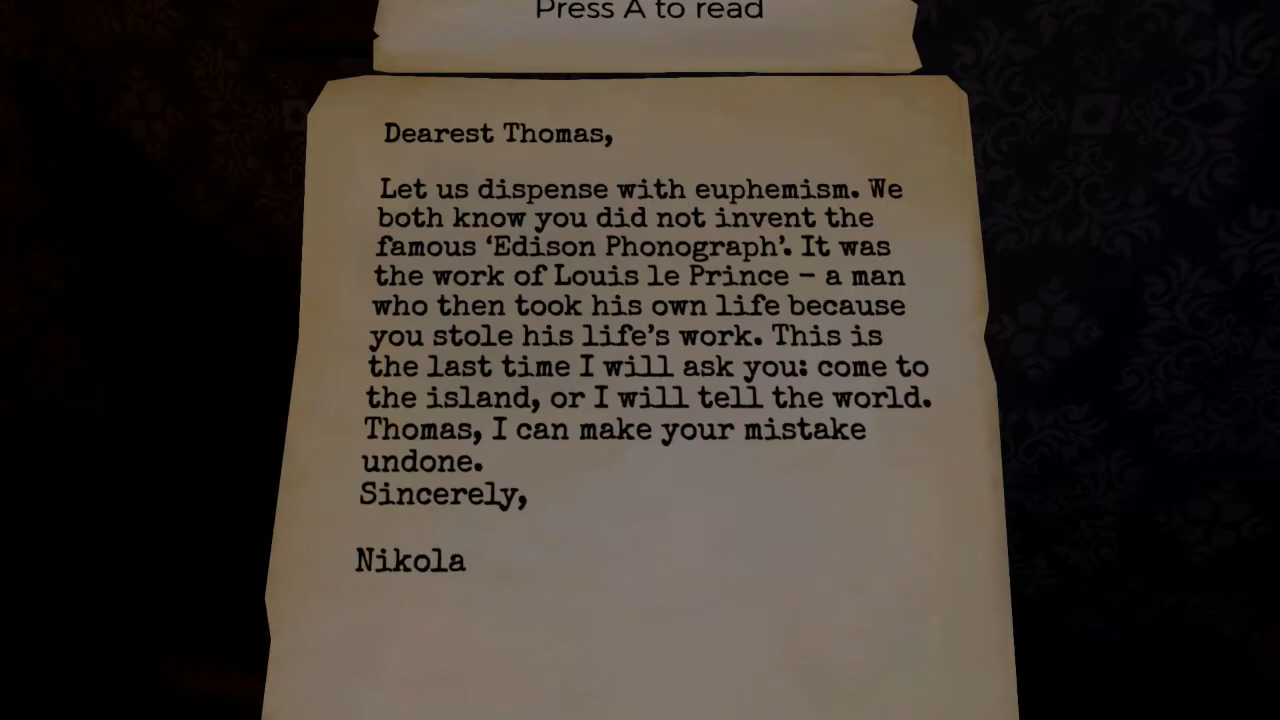 Press A to read
Dearest Thomas,
Let us dispense with euphemism. We
both know you did not invent the
famous ‘Edison Phonograph’. It was
the work of Louis le Prince – a man
who then took his own life because
you stole his life’s work. This is
the last time I will ask you: come to
the island, or I will tell the world.
Thomas, I can make your mistake
undone.
Sincerely,
Nikola